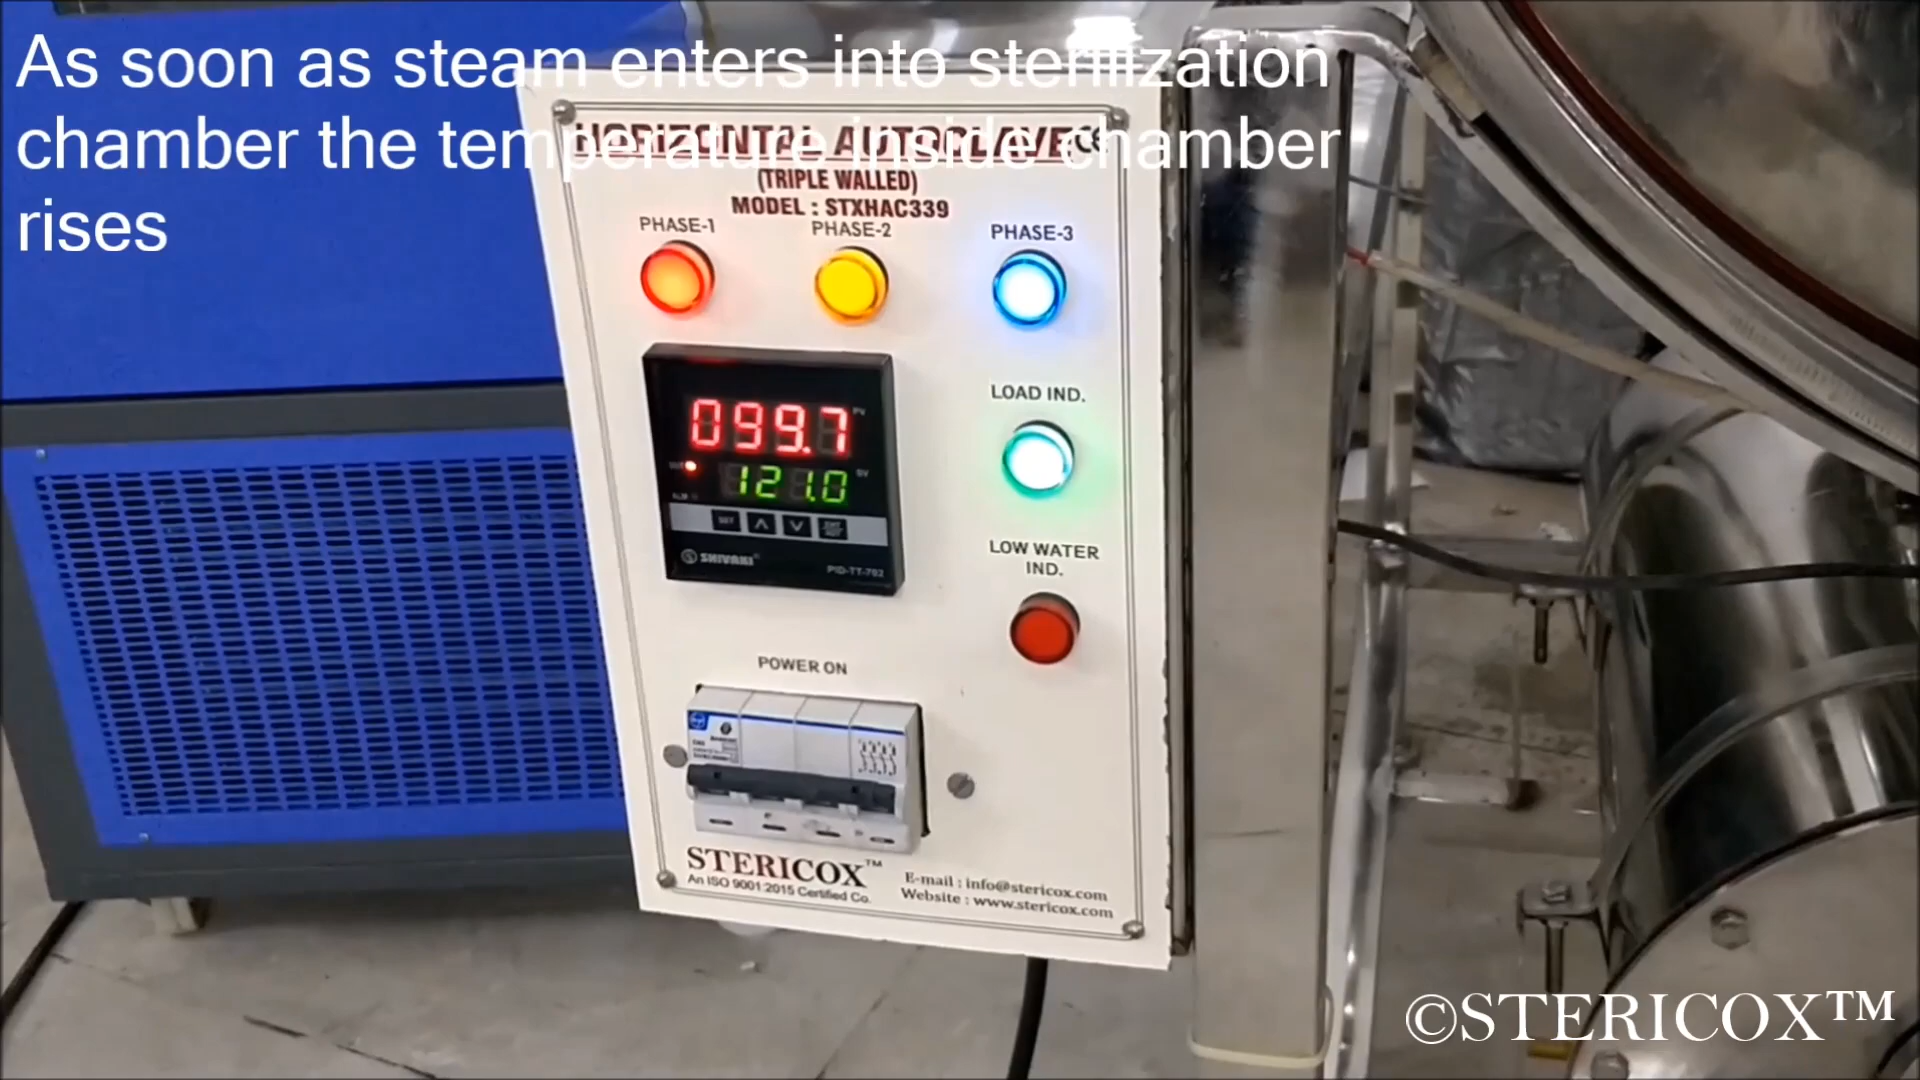 As soon as steam enters into sterilization
chamber the temperature inside chamber
rises
HORIZONTAL AUTOCLAVE CE
(TRIPLE WALLED)
MODEL : STXHAC339
PHASE-1
PHASE-2
PHASE-3
LOAD IND.
099.7
PV
121.0
SV
SET
SHIVAKI
PID-TT-702
LOW WATER
IND.
POWER ON
STERICOX™
An ISO 9001:2015 Certified Co.
E-mail : info@stericox.com
Website : www.stericox.com
©STERICOX™